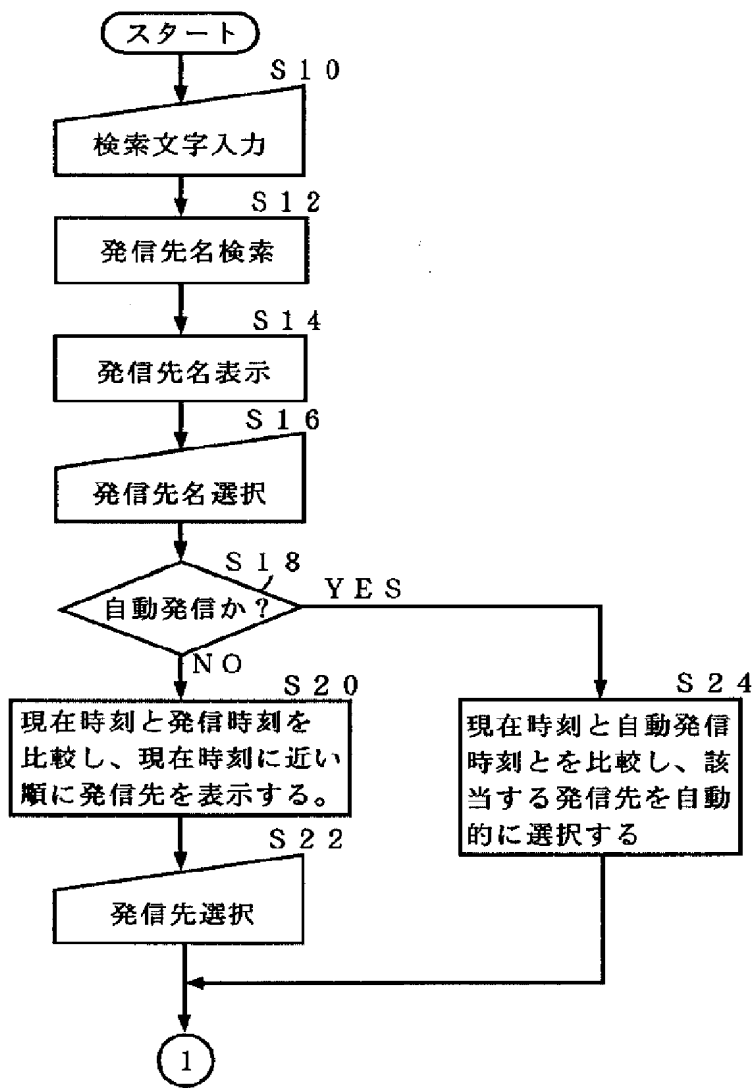 スタート
S10
検索文字入力
S12
発信先名検索
S14
発信先名表示
S16
発信先名選択
S18
自動発信か?
YES
NO
S20
現在時刻と発信時刻を
比較し、現在時刻に近い
順に発信先を表示する。
S24
現在時刻と自動発信
時刻とを比較し、該
当する発信先を自動
的に選択する
S22
発信先選択
1